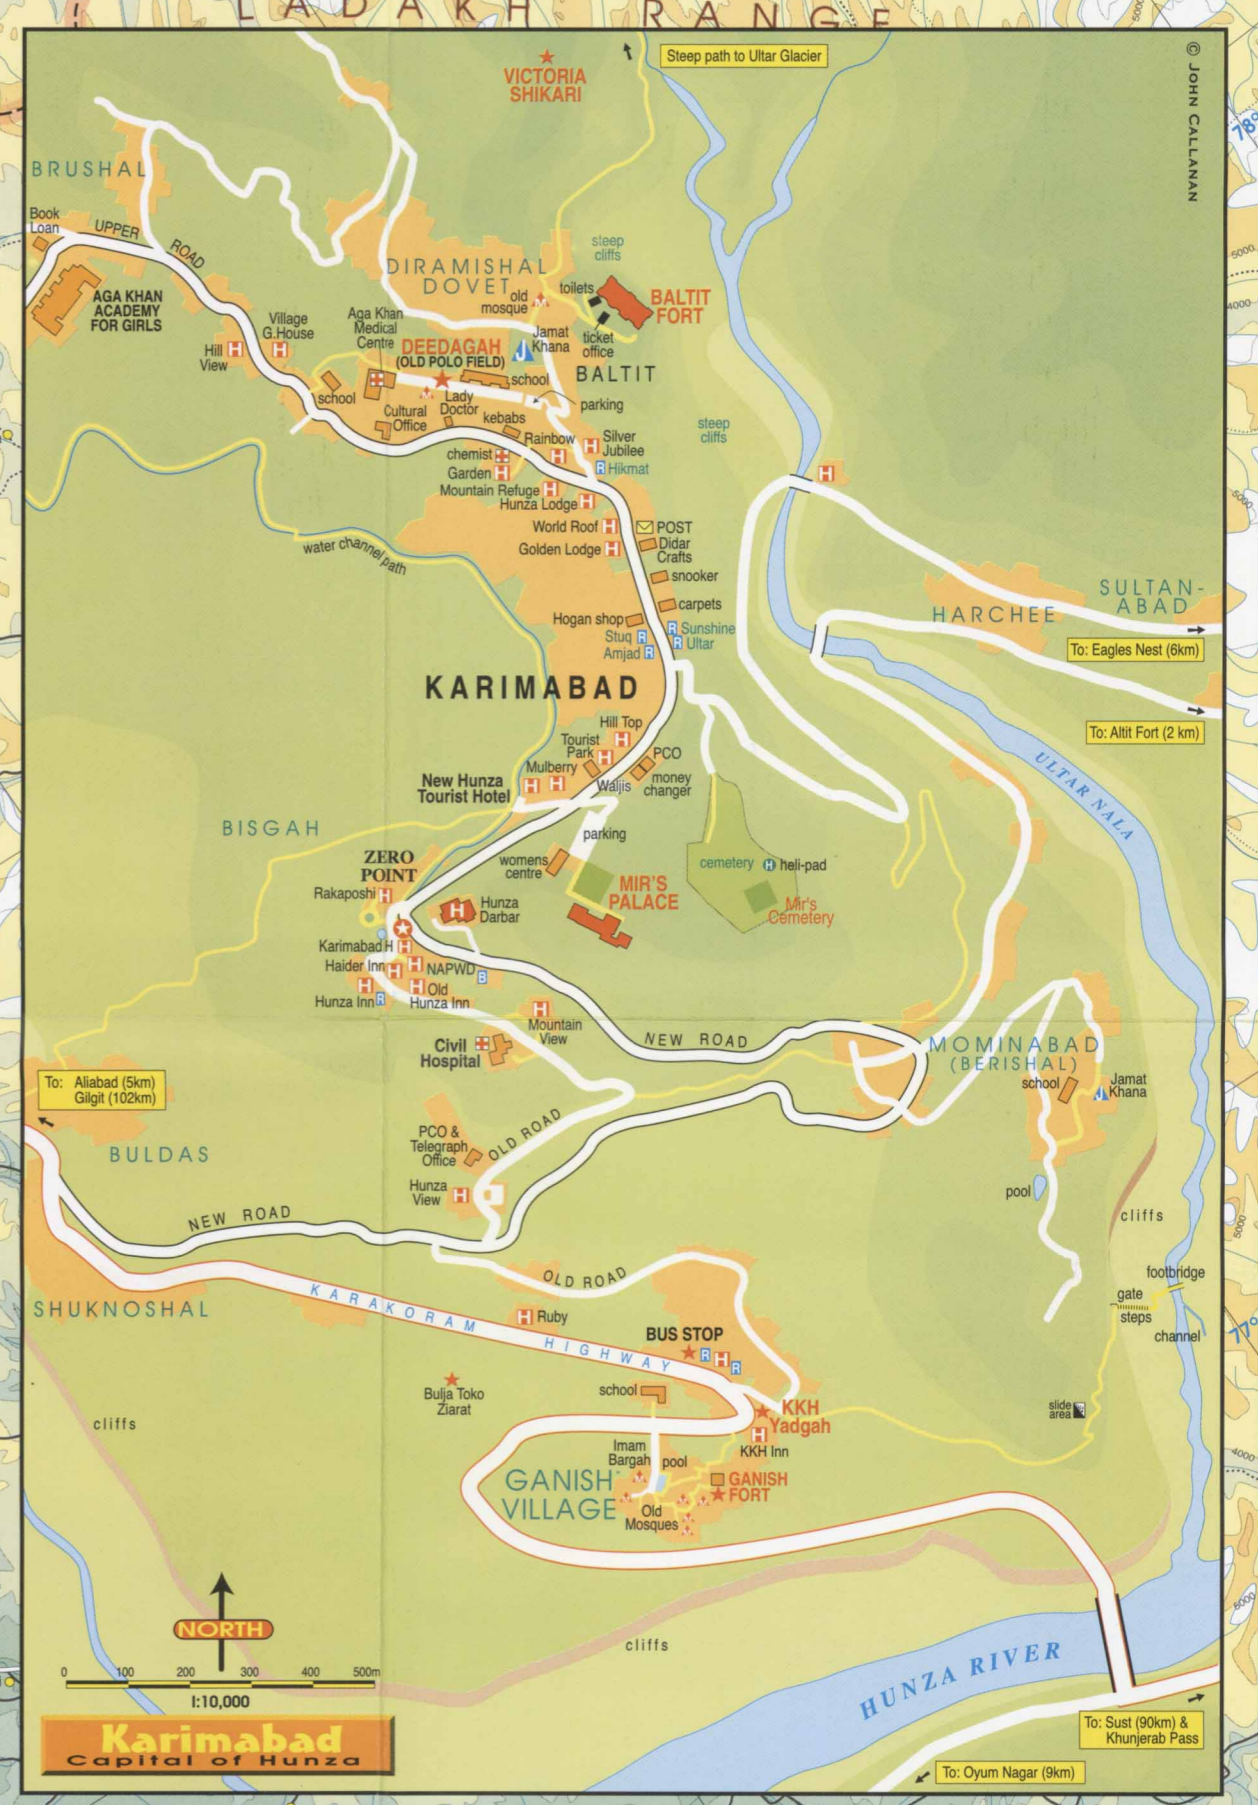 LADAKH RANGE
5000
© JOHN CALLANAN
Steep path to Ultar Glacier
VICTORIA
SHIKARI
78°
BRUSHAL
Book
Loan
UPPER ROAD
AGA KHAN
ACADEMY
FOR GIRLS
Village
G.House
Hill
View
H
H
Aga Khan
Medical
Centre
DIRAMISHAL
DOVET
old
mosque
steep
cliffs
toilets
BALTIT
FORT
ticket
office
Jamat
Khana
J
DEEDAGAH
(OLD POLO FIELD)
school
BALTIT
parking
school
Cultural
Office
Lady
Doctor
kebabs
Rainbow
H
Silver
Jubilee
H
R
Hikmat
chemist
Garden
H
Mountain Refuge
H
Hunza Lodge
H
steep
cliffs
H
5000
4000
5000
World Roof
H
POST
Golden Lodge
H
Didar
Crafts
snooker
carpets
Hogan shop
Stuq
R
Amjad
R
R
Sunshine
R
Ultar
water channel path
HARCHEE
SULTAN-
ABAD
To: Eagles Nest (6km)
To: Altit Fort (2 km)
ULTAR NALA
KARIMABAD
Hill Top
H
Tourist
Park
H
Mulberry
H
H
Waljis
PCO
money
changer
New Hunza
Tourist Hotel
parking
BISGAH
ZERO
POINT
Rakaposhi
H
womens
centre
MIR'S
PALACE
cemetery
H
heli-pad
Mir's
Cemetery
H
Hunza
Darbar
Karimabad H
H
Haider Inn
H
H
NAPWD
B
Hunza Inn
H
R
H
Old
Hunza Inn
H
Mountain
View
Civil
Hospital
NEW ROAD
MOMINABAD
(BERISHAL)
school
J
Jamat
Khana
To: Aliabad (5km)
Gilgit (102km)
BULDAS
PCO &
Telegraph
Office
OLD ROAD
Hunza
View
H
pool
cliffs
5000
NEW ROAD
SHUKNOSHAL
OLD ROAD
KARAKORAM HIGHWAY
H
Ruby
BUS STOP
R
H
R
footbridge
gate
steps
channel
77°
Bulja Toko
Ziarat
school
KKH
Yadgah
H
KKH Inn
slide
area
cliffs
Imam
Bargah
pool
GANISH
VILLAGE
GANISH
FORT
Old
Mosques
4000
5000
NORTH
0 100 200 300 400 500m
1:10,000
cliffs
HUNZA RIVER
Karimabad
Capital of Hunza
To: Sust (90km) &
Khunjerab Pass
To: Oyum Nagar (9km)